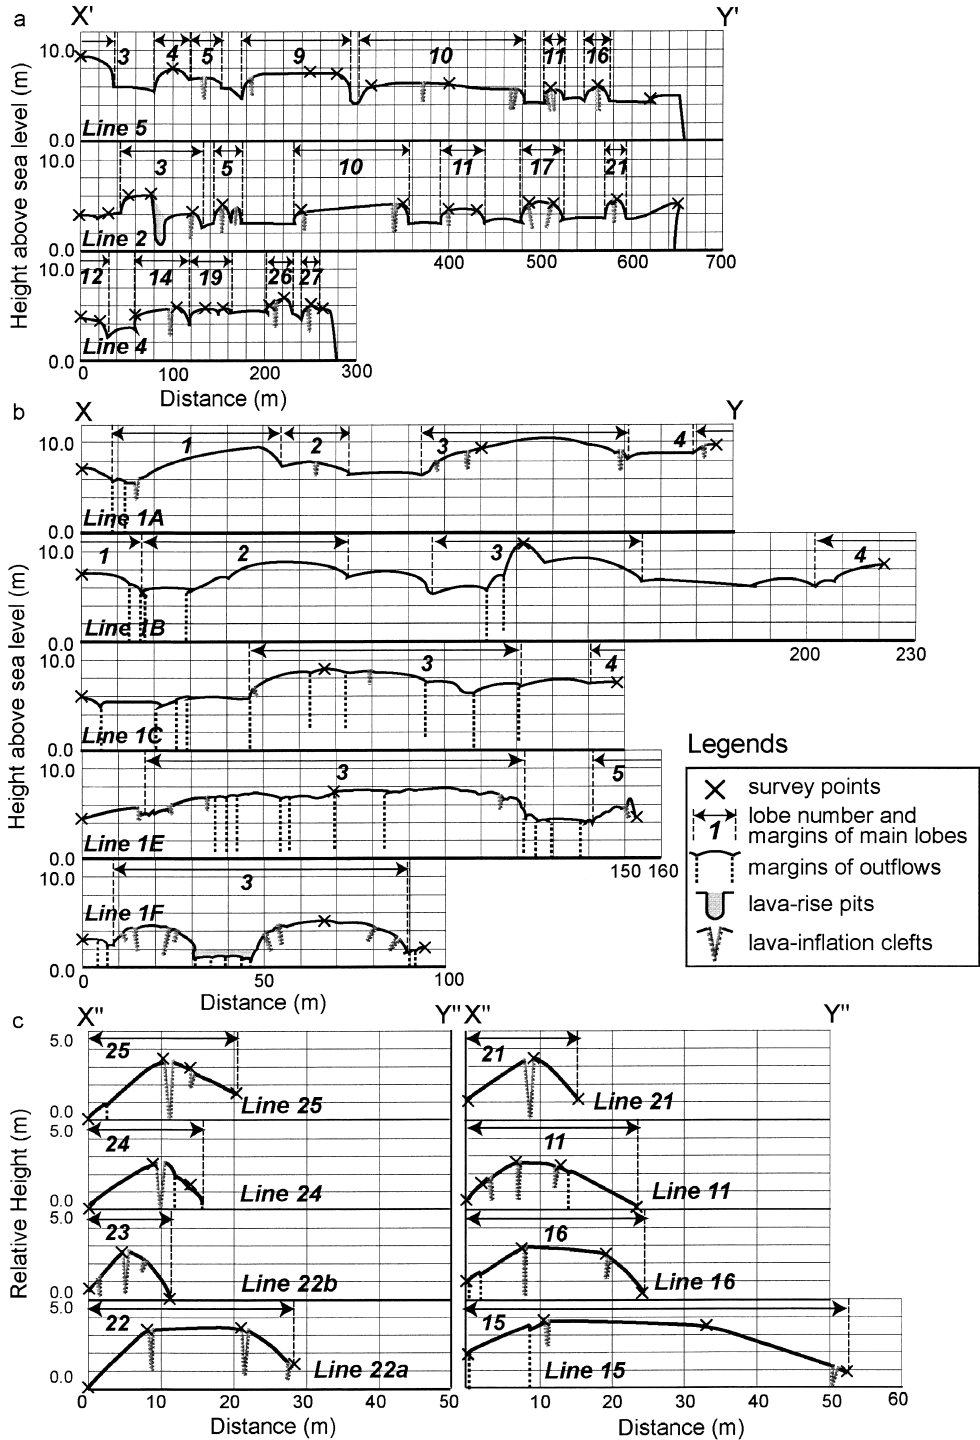 a
X'
Y'
10.0
3 4 5 9 10 11 16
Line 5
0.0
10.0
3 5 10 11 17 21
Line 2
0.0
400 500 600 700
10.0
12 14 19 26 27
Line 4
0.0
0 100 200 300
Distance (m)
Height above sea level (m)
b
X
Y
10.0
1 2 3 4
Line 1A
0.0
10.0
1 2 3 4
Line 1B
0.0
200 230
10.0
3 4
Line 1C
0.0
10.0
3 5
Line 1E
0.0
150 160
10.0
3
Line 1F
0.0
0 50 100
Distance (m)
Height above sea level (m)
Legends
survey points
1
lobe number and
margins of main lobes
margins of outflows
lava-rise pits
lava-inflation clefts
c
X"
Y"
X"
Y"
5.0
25
Line 25
0.0
5.0
24
Line 24
0.0
5.0
23
Line 22b
0.0
5.0
22
Line 22a
0.0
0 10 20 30 40 50
Distance (m)
Relative Height (m)
21
Line 21
11
Line 11
16
Line 16
15
Line 15
10 20 30 40 50 60
Distance (m)